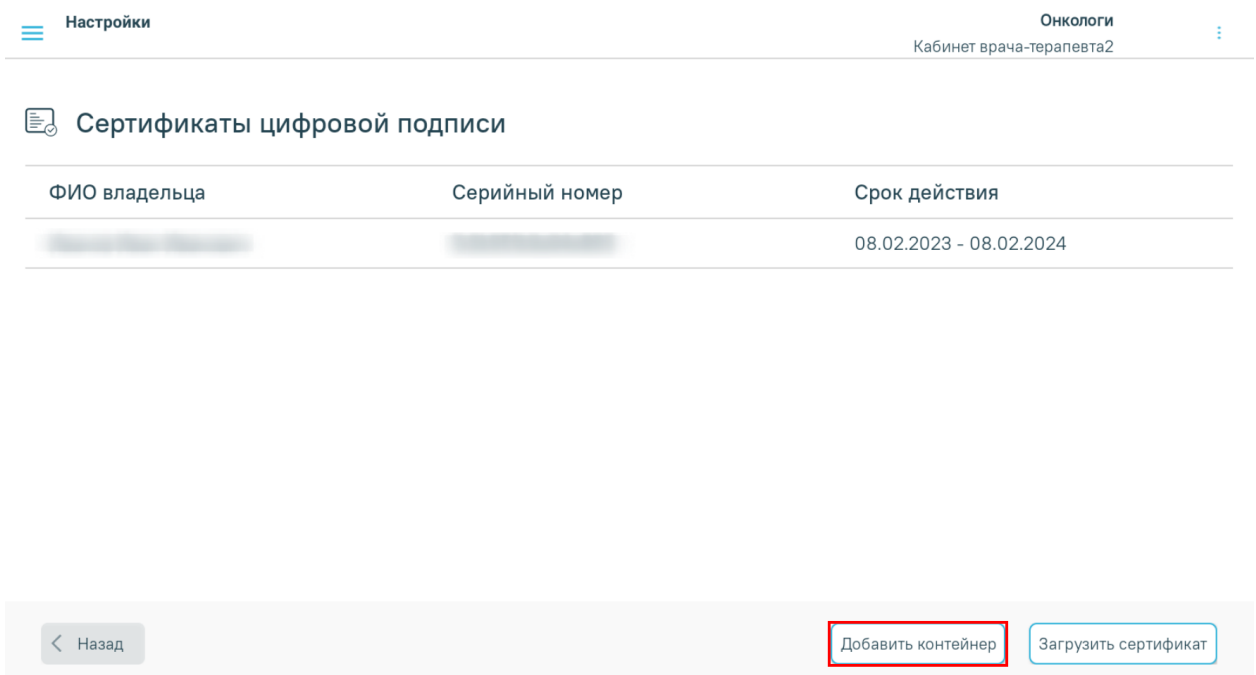 Настройки
Онкологи
Кабинет врача-терапевта2
Сертификаты цифровой подписи
ФИО владельца Серийный номер Срок действия
08.02.2023 - 08.02.2024
Назад Добавить контейнер Загрузить сертификат